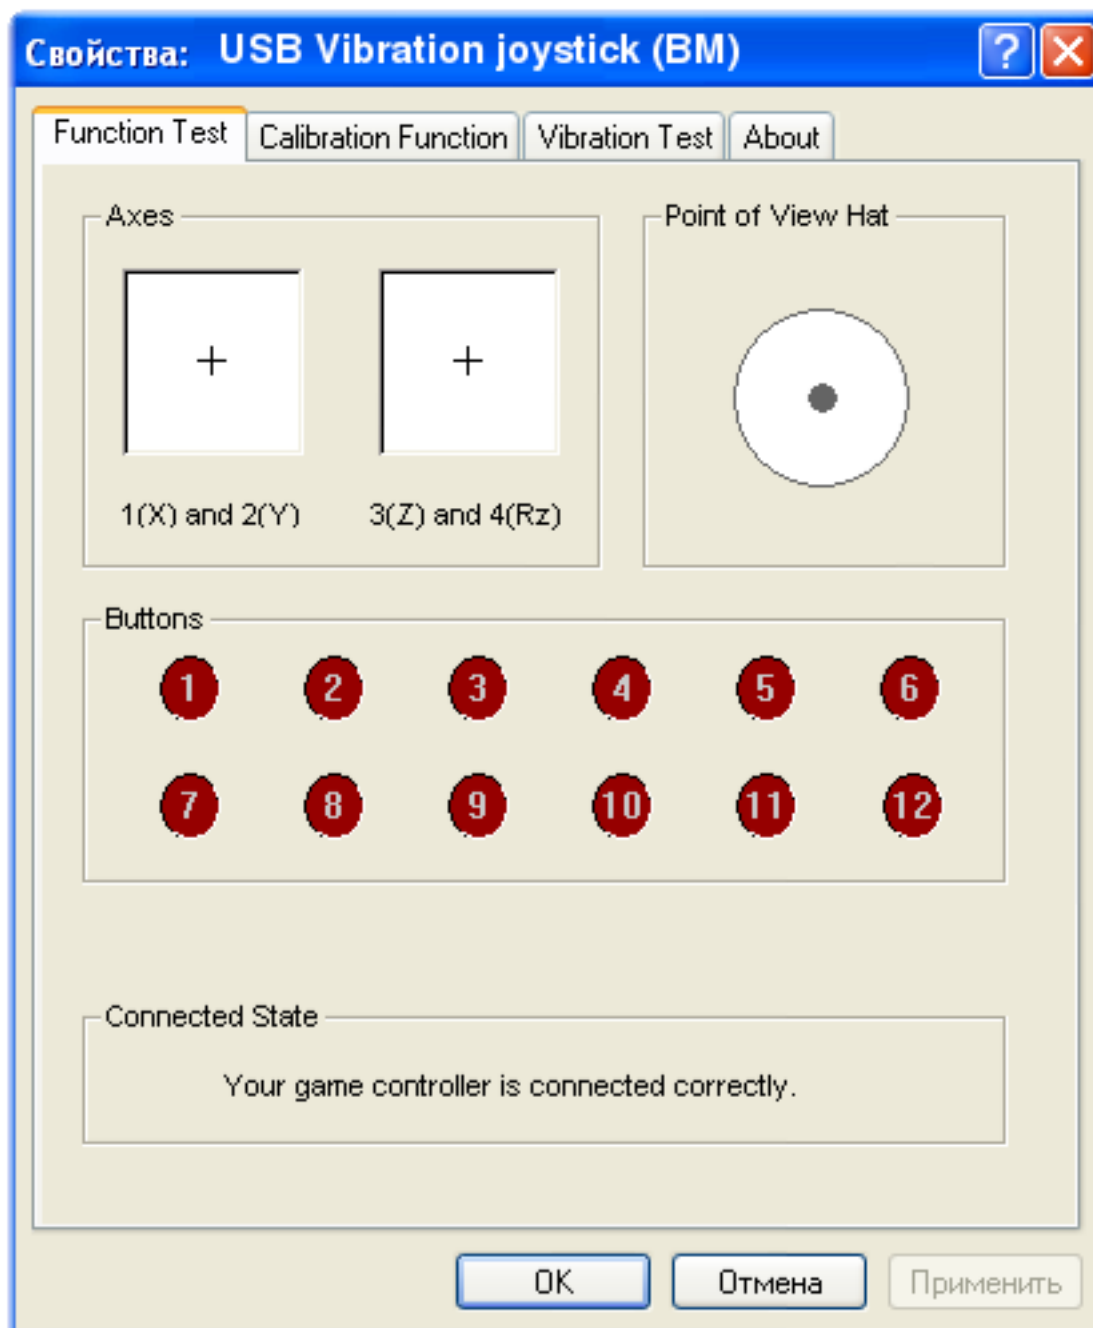 Свойства: USB Vibration joystick (BM)
Function Test Calibration Function Vibration Test About
Axes
Point of View Hat
1(X) and 2(Y) 3(Z) and 4(Rz)
Buttons
1 2 3 4 5 6
7 8 9 10 11 12
Connected State
Your game controller is connected correctly.
OK Отмена Применить